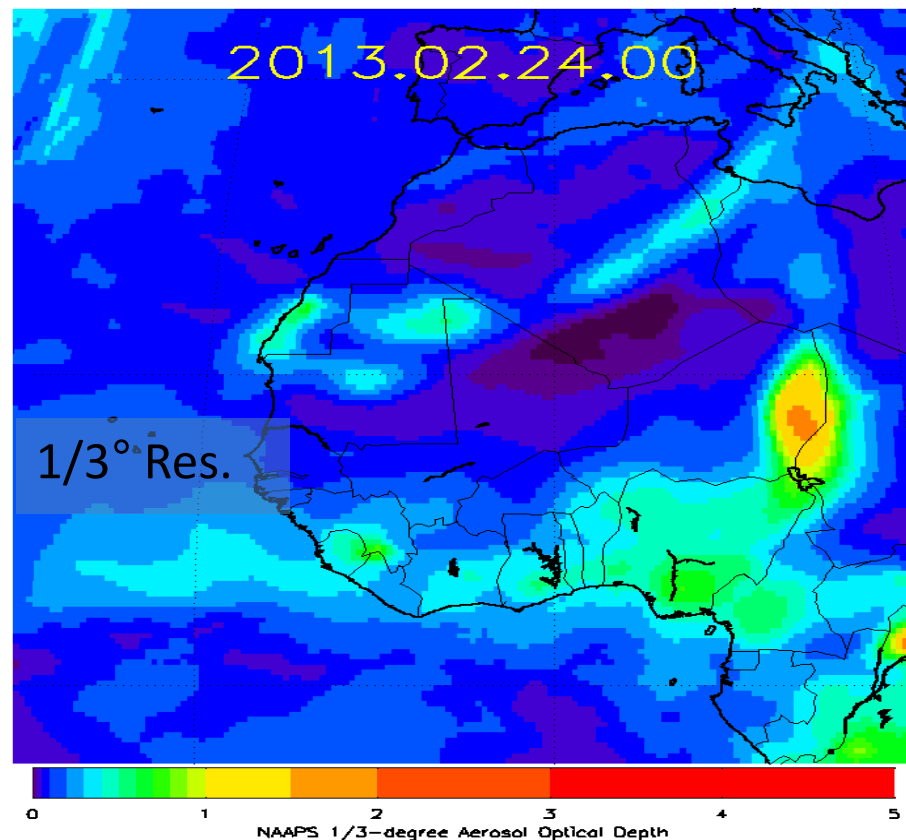 2013.02.24.00
1/3° Res.
0 1 2 3 4 5
NAAPS 1/3-degree Aerosol Optical Depth